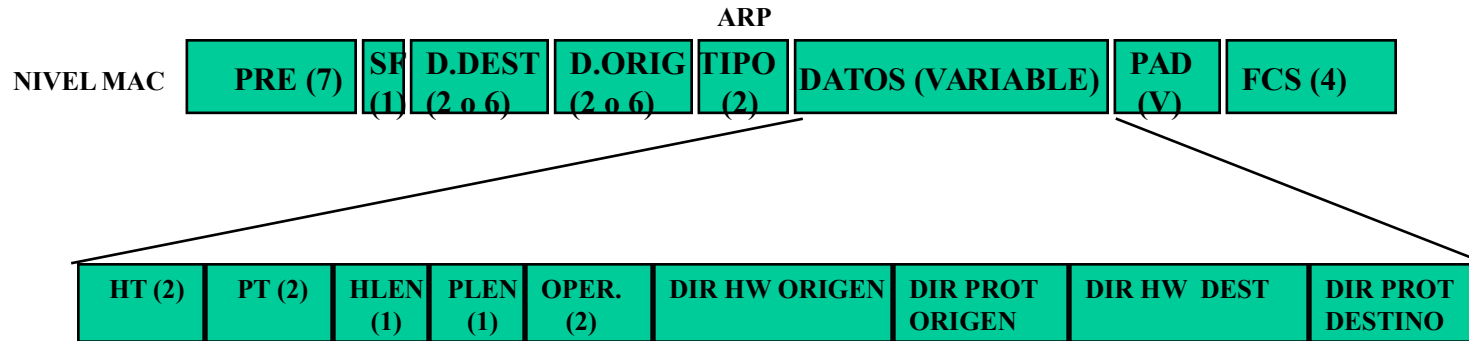 ARP
NIVEL MAC
PRE (7)
SF
(1)
D.DEST
(2 o 6)
D.ORIG
(2 o 6)
TIPO
(2)
DATOS (VARIABLE)
PAD
(V)
FCS (4)
HT (2)
PT (2)
HLEN
(1)
PLEN
(1)
OPER.
(2)
DIR HW ORIGEN
DIR PROT
ORIGEN
DIR HW DEST
DIR PROT
DESTINO